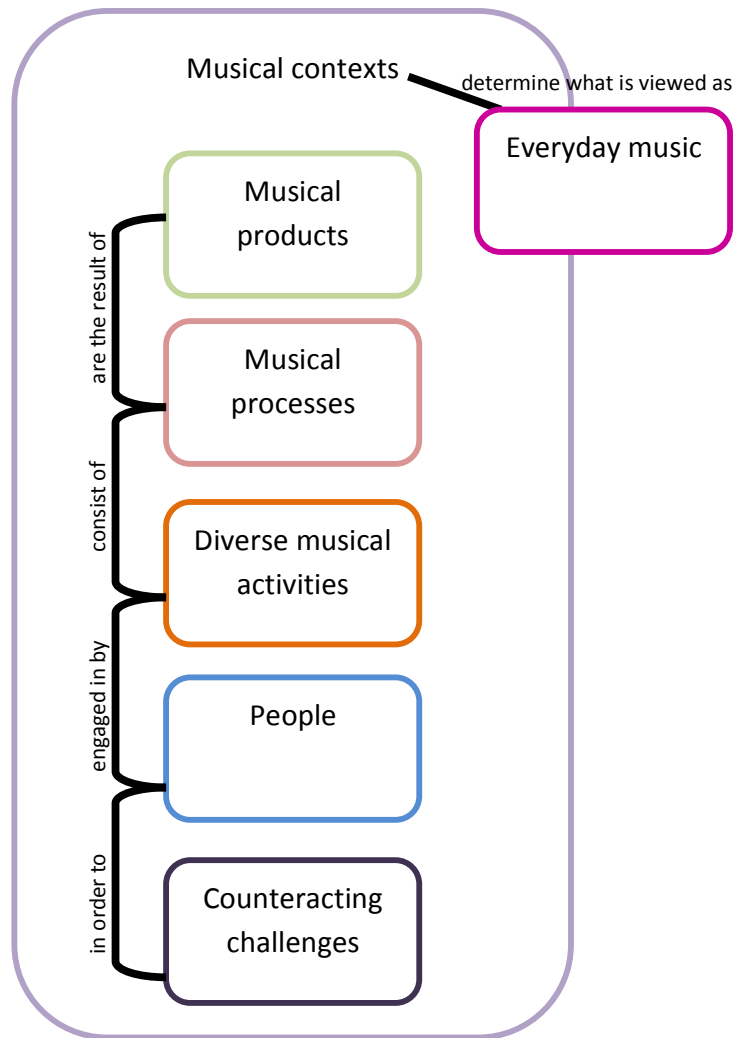 Musical contexts
determine what is viewed as
Everyday music
Musical
products
are the result of
Musical
processes
consist of
Diverse musical
activities
engaged in by
People
in order to
Counteracting
challenges